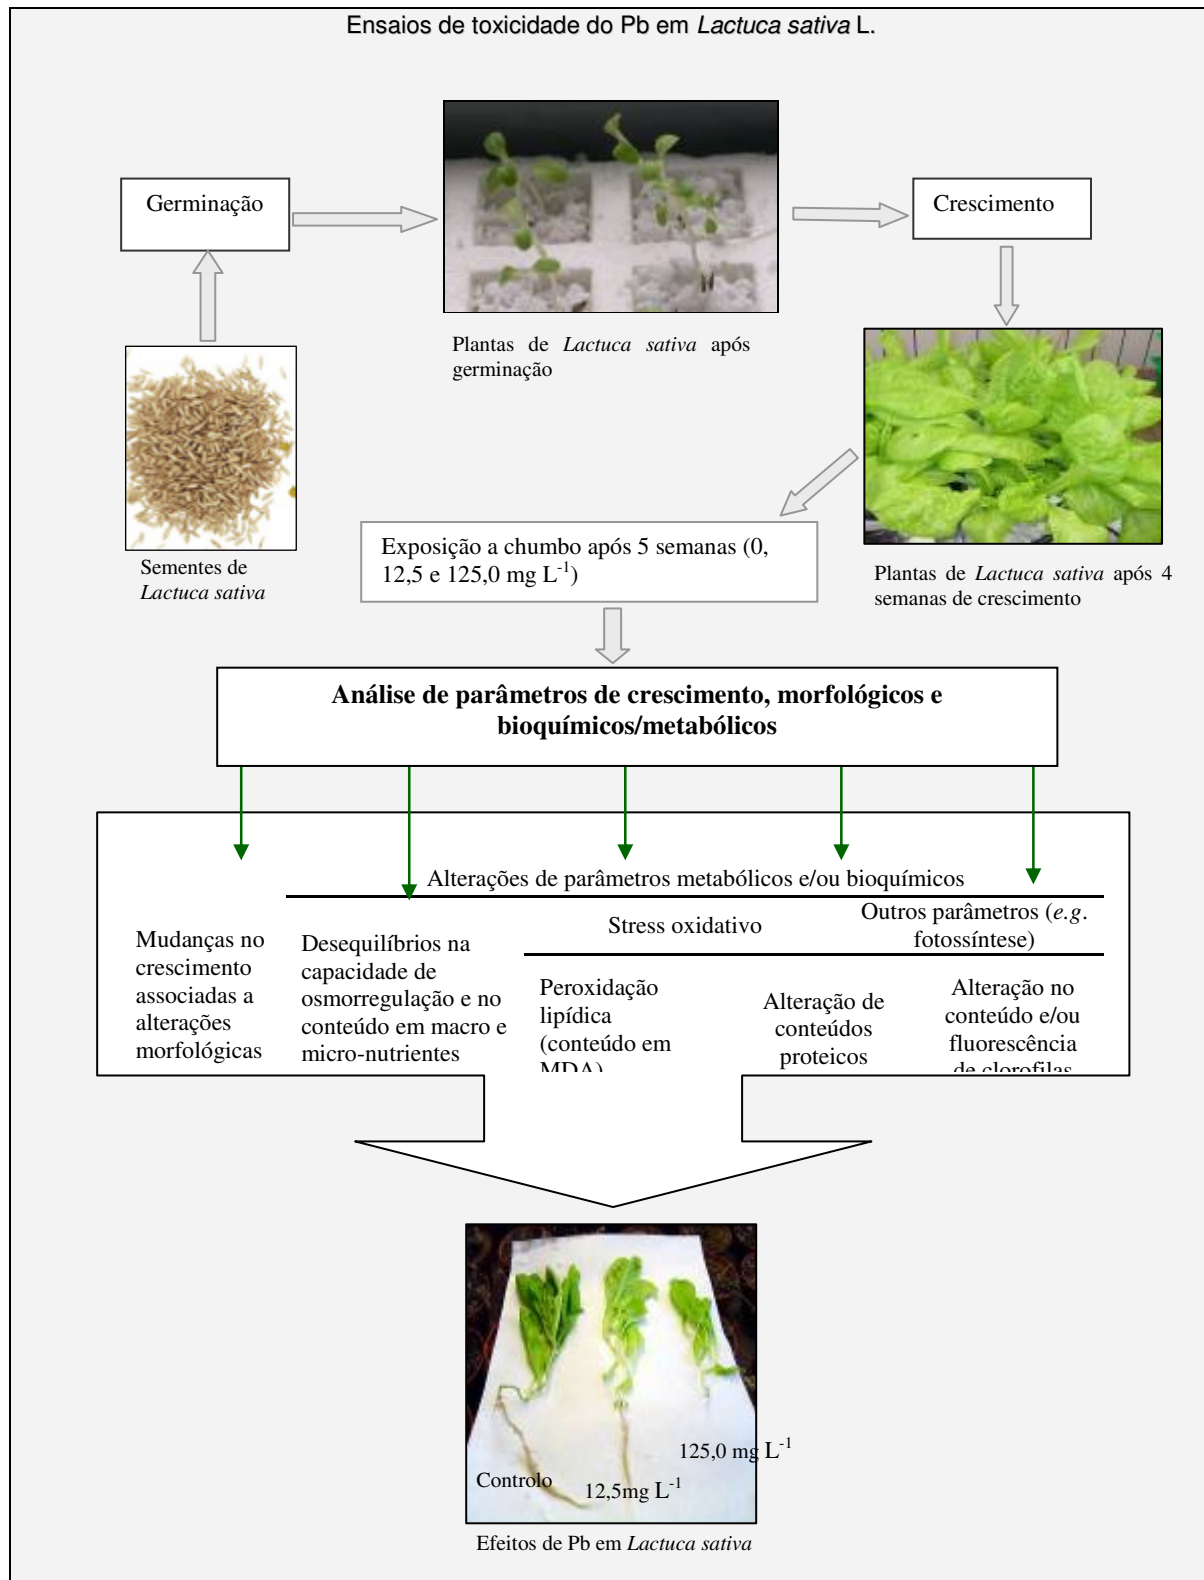 Ensaios de toxicidade do Pb em Lactuca sativa L.
Germinação
Crescimento
Plantas de Lactuca sativa após
germinação
Sementes de
Lactuca sativa
Exposição a chumbo após 5 semanas (0,
12,5 e 125,0 mg L⁻¹)
Plantas de Lactuca sativa após 4
semanas de crescimento
Análise de parâmetros de crescimento, morfológicos e
bioquímicos/metabólicos
Alterações de parâmetros metabólicos e/ou bioquímicos
Mudanças no
crescimento
associadas a
alterações
morfológicas
Desequilíbrios na
capacidade de
osmorregulação e no
conteúdo em macro e
micro-nutrientes
Stress oxidativo
Outros parâmetros (e.g.
fotossíntese)
Peroxidação
lipídica
(conteúdo em
MDA)
Alteração de
conteúdos
proteicos
Alteração no
conteúdo e/ou
fluorescência
de clorofilas
Controlo
12,5mg L⁻¹
125,0 mg L⁻¹
Efeitos de Pb em Lactuca sativa